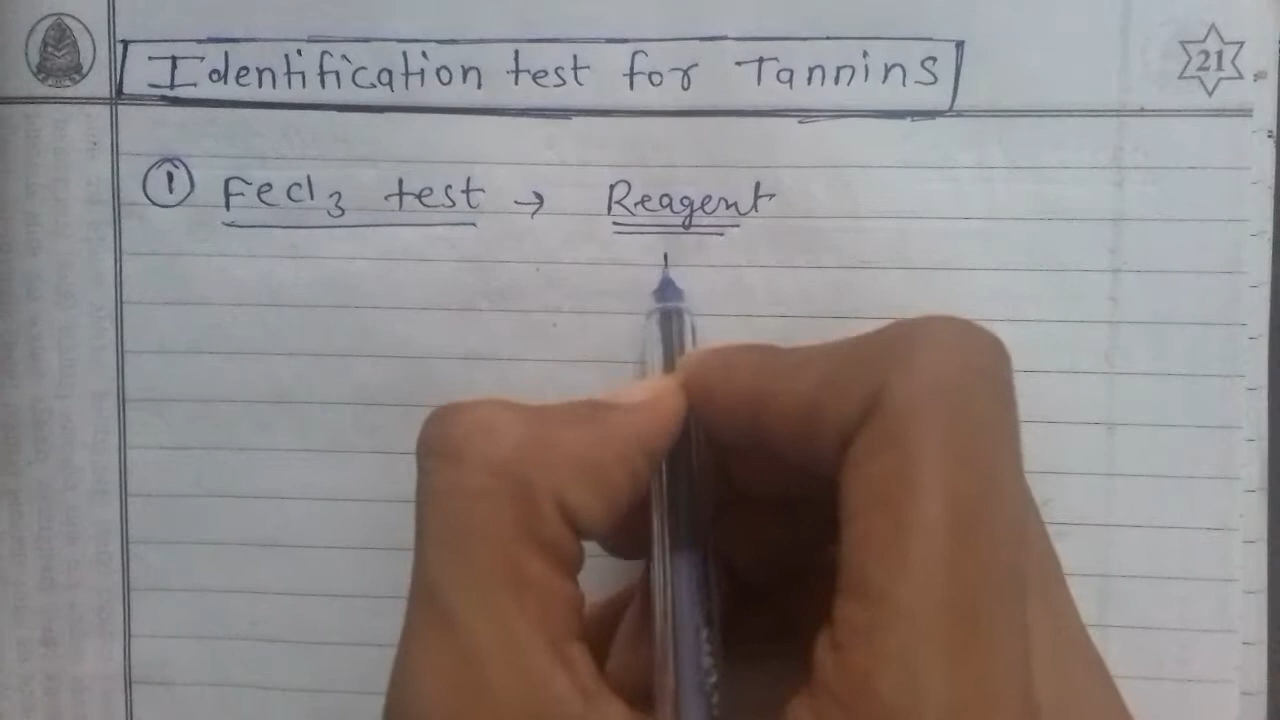 Identification test for Tannins
21
① FeCl3 test → Reagent